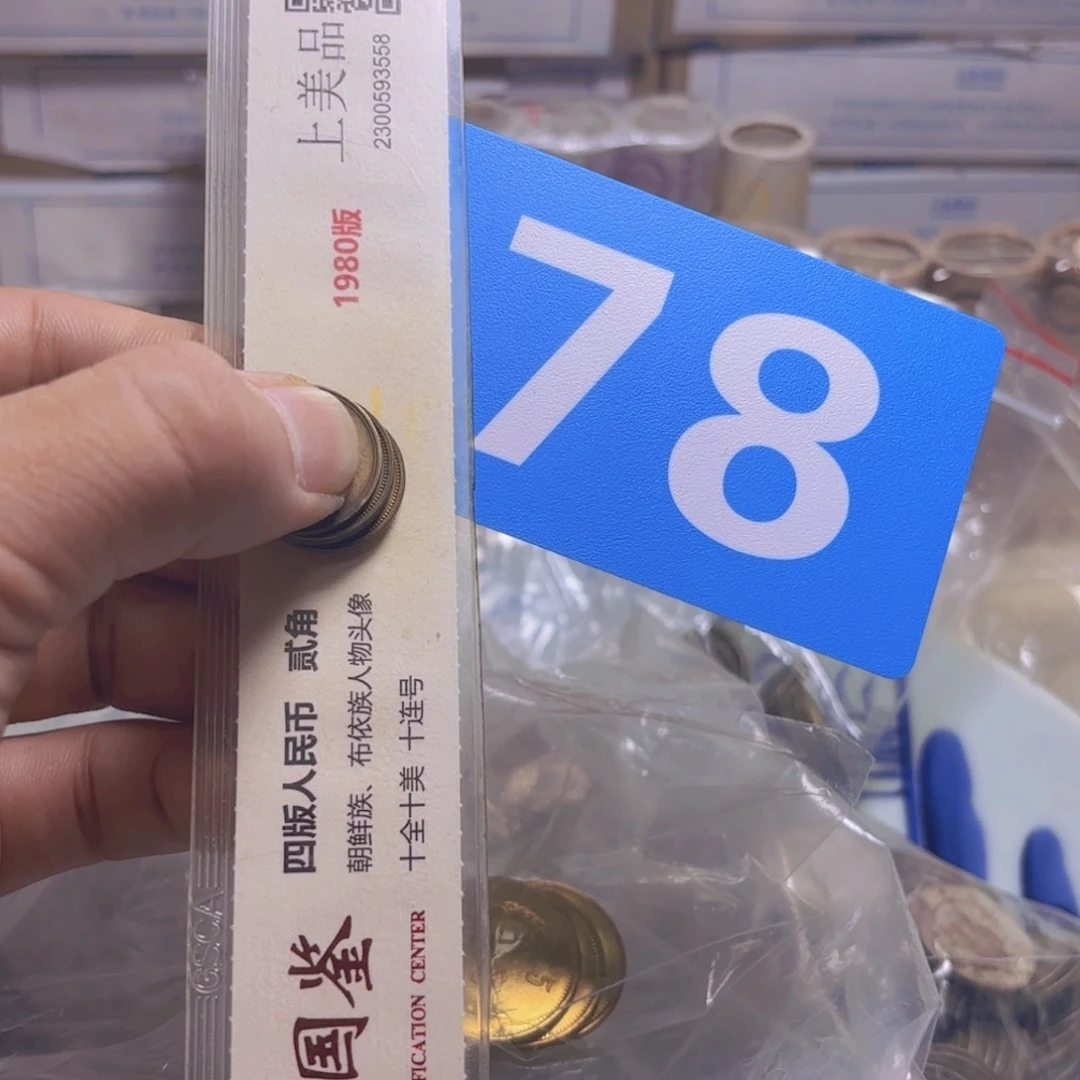 国鉴
FICATION CENTER
四版人民币 贰角
朝鲜族、布依族人物头像
十全十美 十连号
1980版
上美品
2300593558
78
GSCA
5